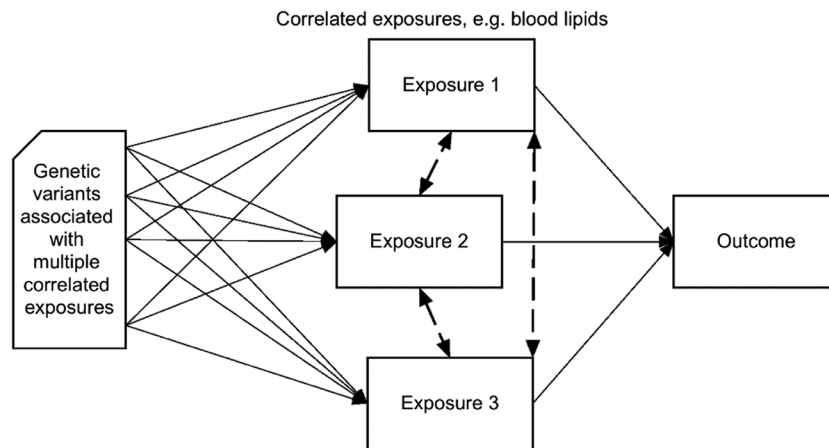 Correlated exposures, e.g. blood lipids
Exposure 1
Genetic
variants
associated
with
multiple
correlated
exposures
Exposure 2
Outcome
Exposure 3